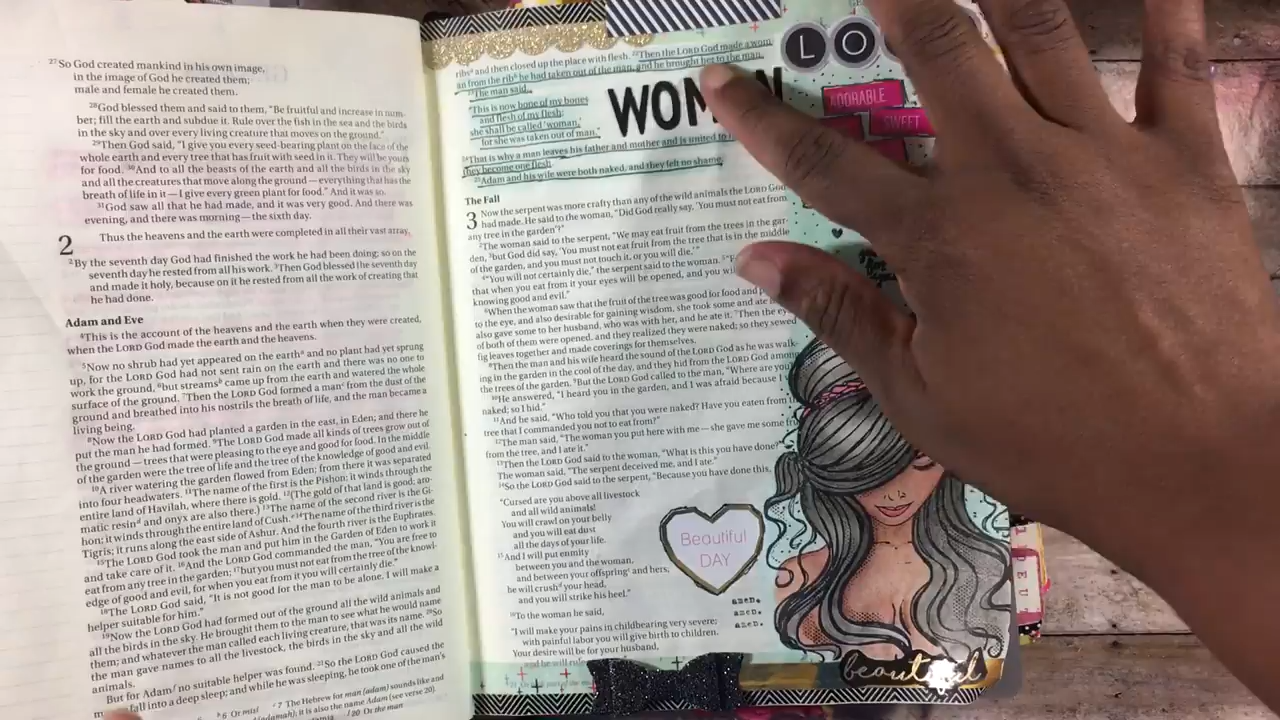 27So God created mankind in his own image,
in the image of God he created them;
male and female he created them.
28God blessed them and said to them, "Be fruitful and increase in num-
ber; fill the earth and subdue it. Rule over the fish in the sea and the birds
in the sky and over every living creature that moves on the ground."
29Then God said, "I give you every seed-bearing plant on the face of the
whole earth and every tree that has fruit with seed in it. They will be yours
for food. 30And to all the beasts of the earth and all the birds in the sky
and all the creatures that move along the ground — everything that has the
breath of life in it — I give every green plant for food." And it was so.
31God saw all that he had made, and it was very good. And there was
evening, and there was morning — the sixth day.
2 Thus the heavens and the earth were completed in all their vast array.
2By the seventh day God had finished the work he had been doing; so on the
seventh day he rested from all his work. 3Then God blessed the seventh day
and made it holy, because on it he rested from all the work of creating that
he had done.
Adam and Eve
4This is the account of the heavens and the earth when they were created,
when the LORD God made the earth and the heavens.
5Now no shrub had yet appeared on the earth a and no plant had yet sprung
up, for the LORD God had not sent rain on the earth and there was no one to
work the ground, 6but streams b came up from the earth and watered the whole
surface of the ground. 7Then the LORD God formed a man c from the dust of the
ground and breathed into his nostrils the breath of life, and the man became a
living being.
8Now the LORD God had planted a garden in the east, in Eden; and there he
put the man he had formed. 9The LORD God made all kinds of trees grow out of
the ground — trees that were pleasing to the eye and good for food. In the middle
of the garden were the tree of life and the tree of the knowledge of good and evil.
10A river watering the garden flowed from Eden; from there it was separated
into four headwaters. 11The name of the first is the Pishon; it winds through the
entire land of Havilah, where there is gold. 12(The gold of that land is good; aro-
matic resin d and onyx are also there.) 13The name of the second river is the Gi-
hon; it winds through the entire land of Cush. e 14The name of the third river is the
Tigris; it runs along the east side of Ashur. And the fourth river is the Euphrates.
15The LORD God took the man and put him in the Garden of Eden to work it
and take care of it. 16And the LORD God commanded the man, "You are free to
eat from any tree in the garden; 17but you must not eat from the tree of the knowl-
edge of good and evil, for when you eat from it you will certainly die."
18The LORD God said, "It is not good for the man to be alone. I will make a
helper suitable for him."
19Now the LORD God had formed out of the ground all the wild animals and
all the birds in the sky. He brought them to the man to see what he would name
them; and whatever the man called each living creature, that was its name. 20So
the man gave names to all the livestock, the birds in the sky and all the wild
animals.
But for Adam f no suitable helper was found. 21So the LORD God caused the
fall into a deep sleep; and while he was sleeping, he took one of the man's
7 The Hebrew for man (adam) sounds like and
it is also the name Adam (see verse 20).
ribs g and then closed up the place with flesh. 22Then the LORD God made a wom-
an from the rib h he had taken out of the man, and he brought her to the man.
23The man said,
"This is now bone of my bones
and flesh of my flesh;
she shall be called 'woman,'
for she was taken out of man."
WOMAN
24That is why a man leaves his father and mother and is united to
they become one flesh.
25Adam and his wife were both naked, and they felt no shame.
The Fall
3 Now the serpent was more crafty than any of the wild animals the LORD God
had made. He said to the woman, "Did God really say, 'You must not eat from
any tree in the garden'?"
2The woman said to the serpent, "We may eat fruit from the trees in the gar-
den, 3but God did say, 'You must not eat fruit from the tree that is in the middle
of the garden, and you must not touch it, or you will die.'"
4"You will not certainly die," the serpent said to the woman.
that when you eat from it your eyes will be opened, and you
knowing good and evil."
6When the woman saw that the fruit of the tree was good for food and
to the eye, and also desirable for gaining wisdom, she took some and ate
also gave some to her husband, who was with her, and he ate it. 7Then the
of both of them were opened, and they realized they were naked; so they sewed
fig leaves together and made coverings for themselves.
8Then the man and his wife heard the sound of the LORD God as he was walk-
ing in the garden in the cool of the day, and they hid from the LORD God among
the trees of the garden. 9But the LORD God called to the man, "Where are you
10He answered, "I heard you in the garden, and I was afraid because I
naked; so I hid."
11And he said, "Who told you that you were naked? Have you eaten from
tree that I commanded you not to eat from?"
12The man said, "The woman you put here with me — she gave me some
from the tree, and I ate it."
13Then the LORD God said to the woman, "What is this you have done?"
The woman said, "The serpent deceived me, and I ate."
14So the LORD God said to the serpent, "Because you have done this,
"Cursed are you above all livestock
and all wild animals!
You will crawl on your belly
and you will eat dust
all the days of your life.
15And I will put enmity
between you and the woman,
and between your offspring i and hers;
he will crush your head,
and you will strike his heel."
16To the woman he said,
"I will make your pains in childbearing very severe;
with painful labor you will give birth to children.
Your desire will be for your husband,
LO
ADORABLE
SWEET
Beautiful
DAY
amen.
amen.
amen.
beautiful